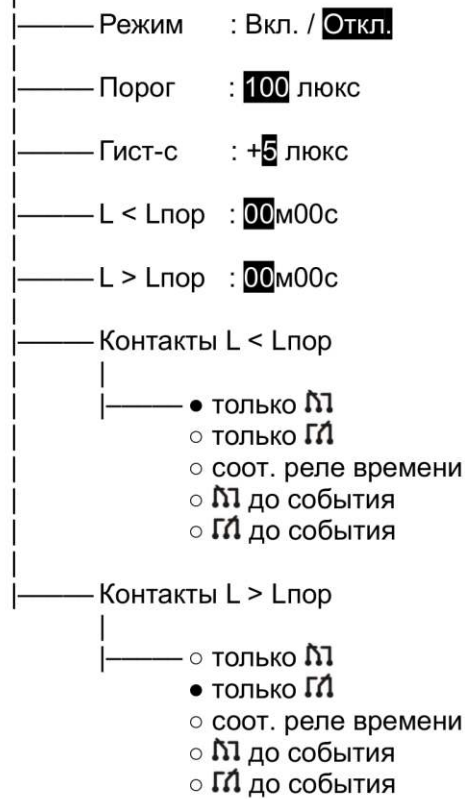 Режим : Вкл. / Откл.
Порог : 100 люкс
Гист-с : +5 люкс
L < Lпор : 00м00с
L > Lпор : 00м00с
Контакты L < Lпор
● только
○ только
○ соот. реле времени
○ до события
○ до события
Контакты L > Lпор
○ только
● только
○ соот. реле времени
○ до события
○ до события